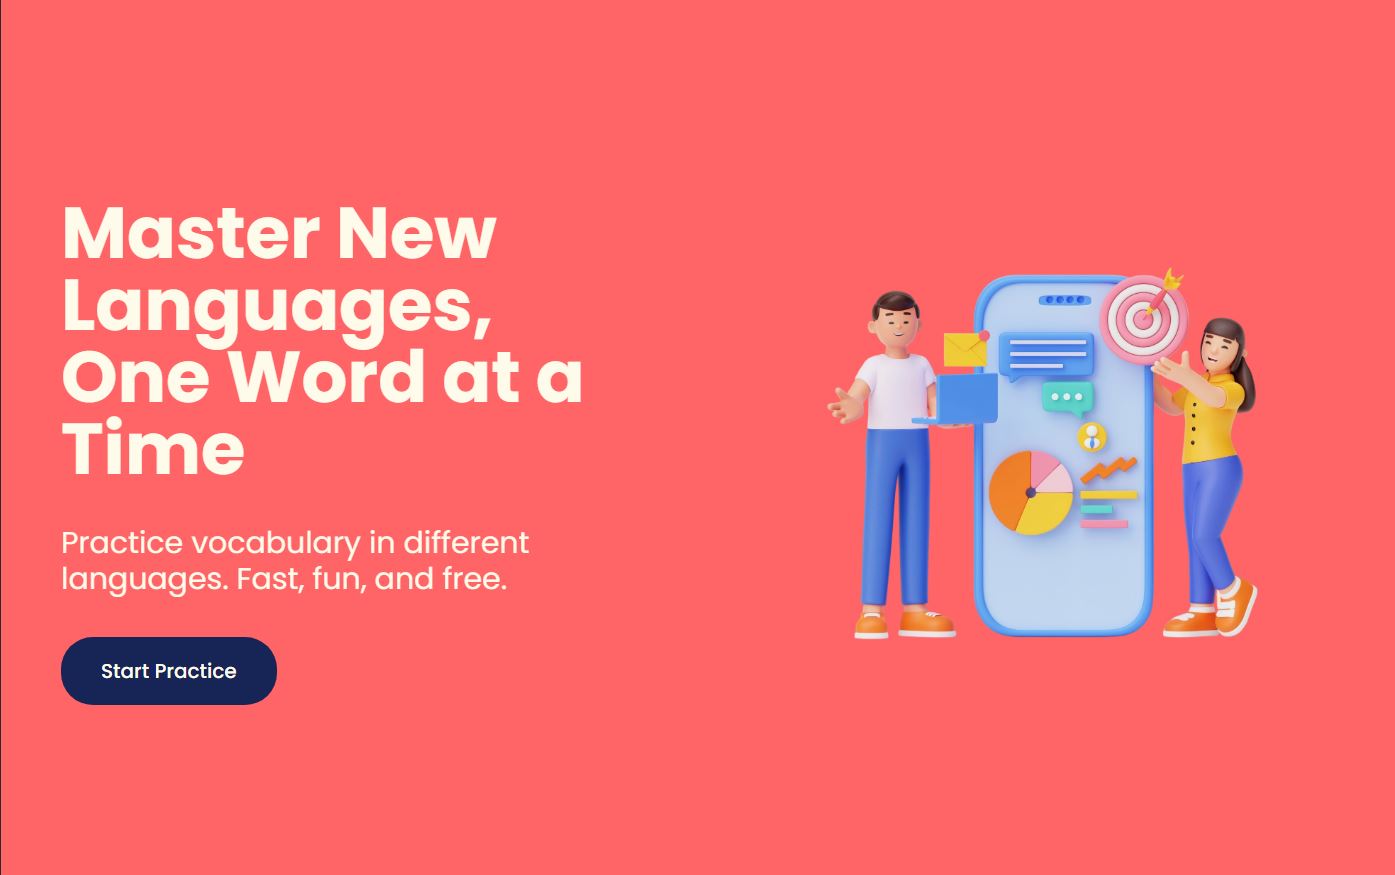 Master New
Languages,
One Word at a
Time
Practice vocabulary in different
languages. Fast, fun, and free.
Start Practice